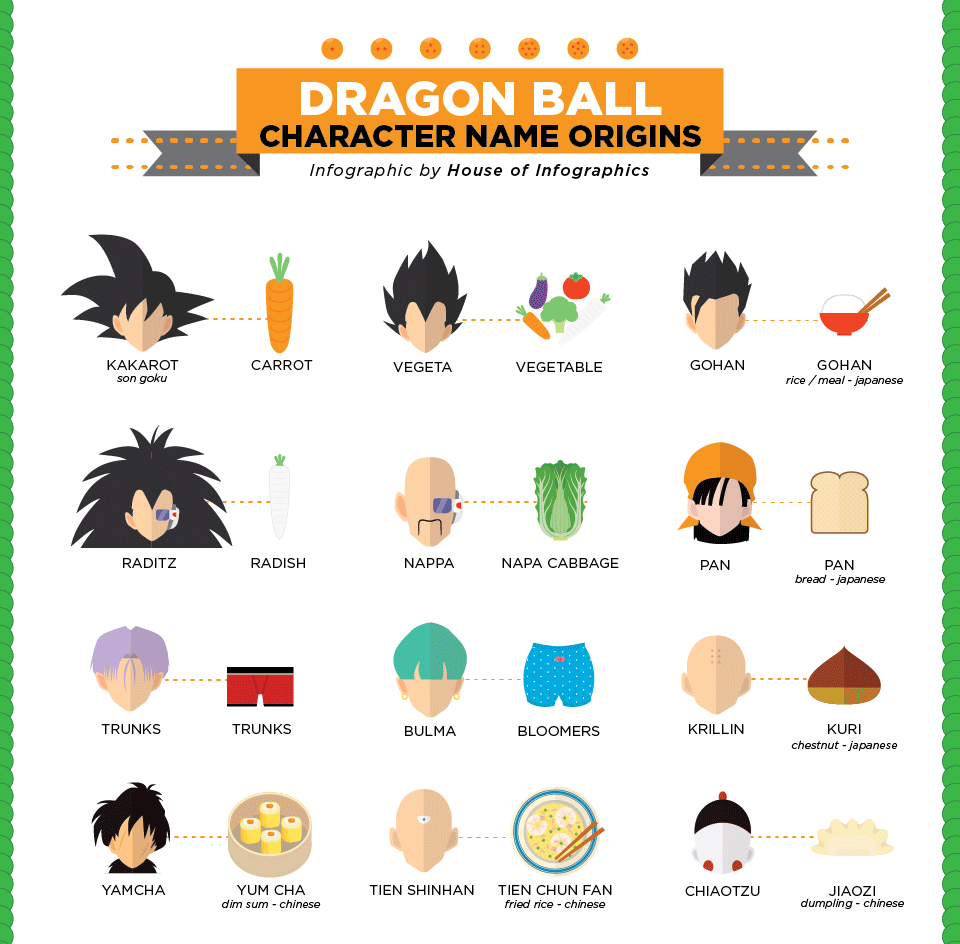 DRAGON BALL
CHARACTER NAME ORIGINS
Infographic by House of Infographics
KAKAROT
son goku
CARROT
VEGETA
VEGETABLE
GOHAN
GOHAN
rice / meal - japanese
RADITZ
RADISH
NAPPA
NAPA CABBAGE
PAN
PAN
bread - japanese
TRUNKS
TRUNKS
BULMA
BLOOMERS
KRILLIN
KURI
chestnut - japanese
YAMCHA
YUM CHA
dim sum - chinese
TIEN SHINHAN
TIEN CHUN FAN
fried rice - chinese
CHIAOTZU
JIAOZI
dumpling - chinese